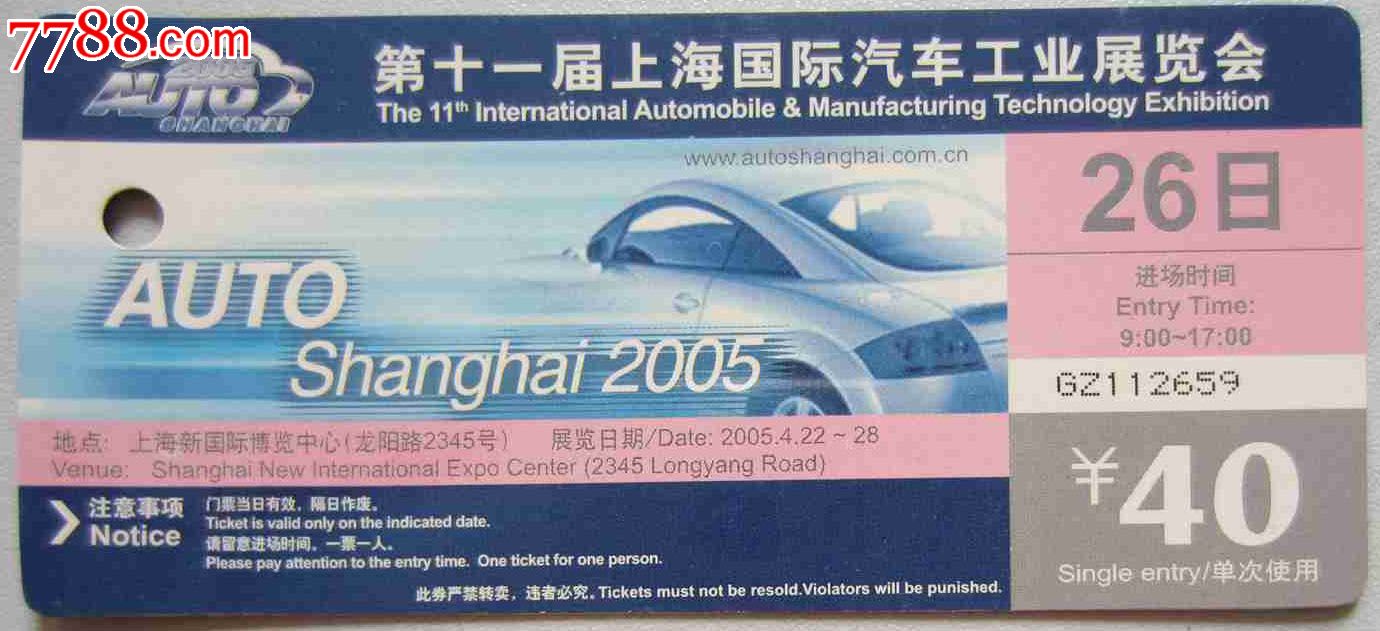 7788.com
2005
AUTO
SHANGHAI
第十一届上海国际汽车工业展览会
The 11th International Automobile & Manufacturing Technology Exhibition
www.autoshanghai.com.cn
26日
进场时间
Entry Time:
9:00~17:00
GZ112659
AUTO
Shanghai 2005
地点: 上海新国际博览中心(龙阳路2345号) 展览日期/Date: 2005.4.22 ~ 28
Venue: Shanghai New International Expo Center (2345 Longyang Road)
¥40
Single entry/单次使用
注意事项
Notice
门票当日有效，隔日作废。
Ticket is valid only on the indicated date.
请留意进场时间，一票一人。
Please pay attention to the entry time. One ticket for one person.
此券严禁转卖，违者必究。Tickets must not be resold.Violators will be punished.